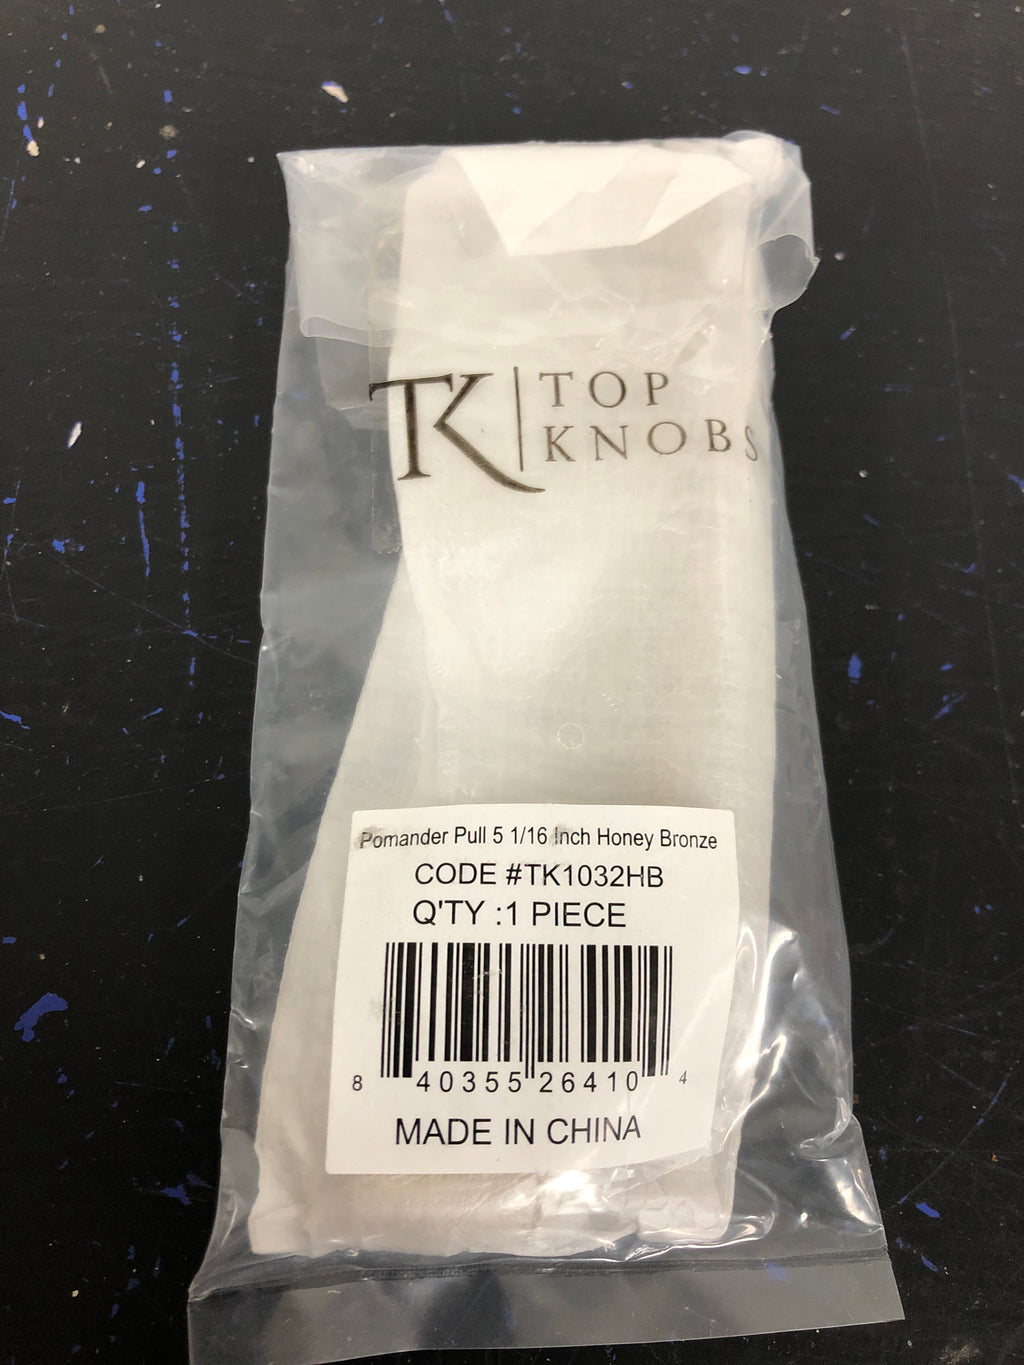 TK | TOP
KNOBS
Pomander Pull 5 1/16 Inch Honey Bronze
CODE #TK1032HB
Q'TY :1 PIECE
8 40355 26410 4
MADE IN CHINA